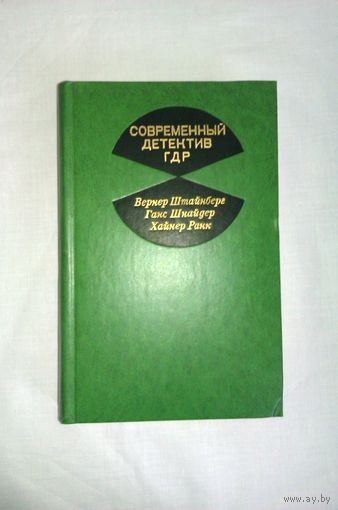 СОВРЕМЕННЫЙ
ДЕТЕКТИВ
ГДР
Вернер Штайнберг
Ганс Шнайдер
Хайнер Ранк
www.ay.by